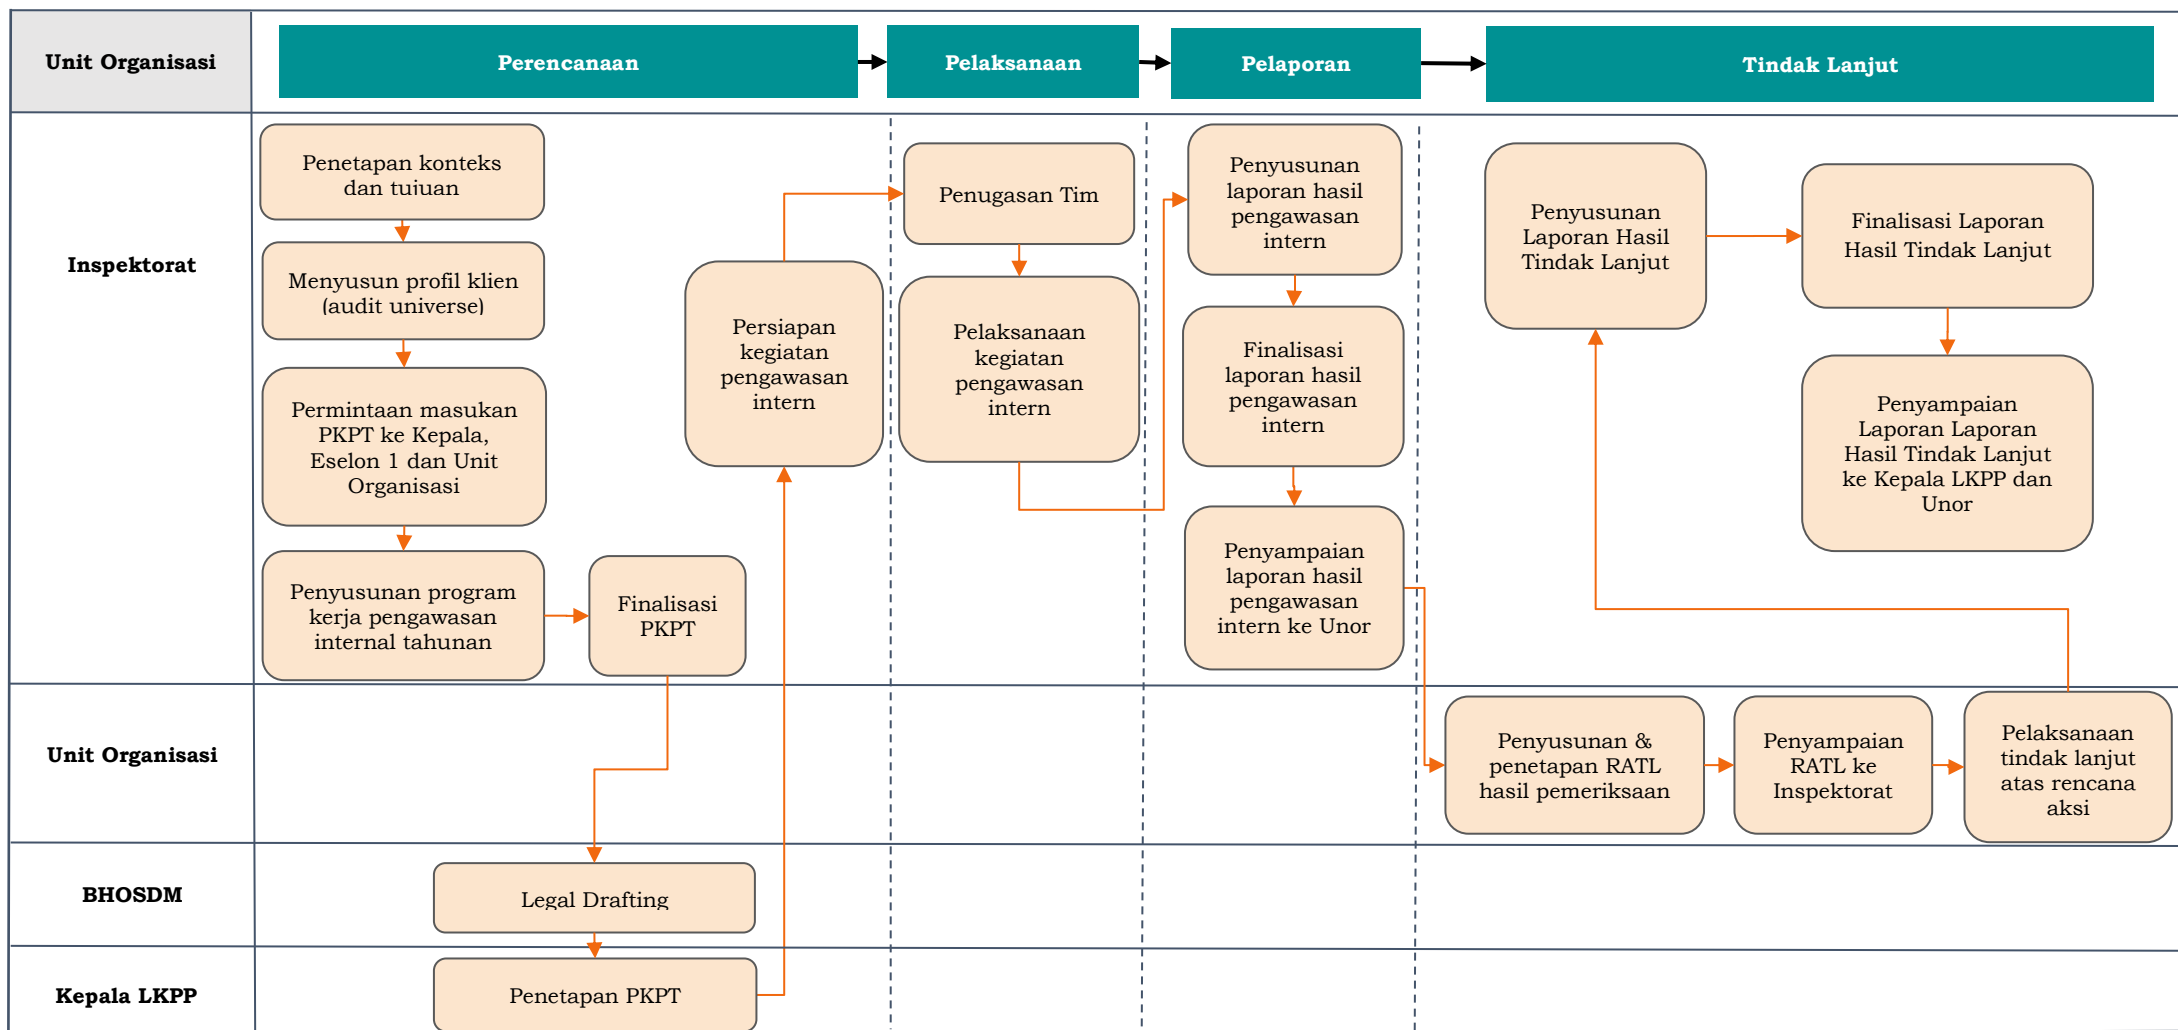 Unit Organisasi
Perencanaan
Pelaksanaan
Pelaporan
Tindak Lanjut
Inspektorat
Penetapan konteks
dan tujuan
Menyusun profil klien
(audit universe)
Permintaan masukan
PKPT ke Kepala,
Eselon 1 dan Unit
Organisasi
Penyusunan program
kerja pengawasan
internal tahunan
Finalisasi
PKPT
Persiapan
kegiatan
pengawasan
intern
Penugasan Tim
Pelaksanaan
kegiatan
pengawasan
intern
Penyusunan
laporan hasil
pengawasan
intern
Finalisasi
laporan hasil
pengawasan
intern
Penyampaian
laporan hasil
pengawasan
intern ke Unor
Penyusunan
Laporan Hasil
Tindak Lanjut
Finalisasi Laporan
Hasil Tindak Lanjut
Penyampaian
Laporan Laporan
Hasil Tindak Lanjut
ke Kepala LKPP dan
Unor
Unit Organisasi
Penyusunan &
penetapan RATL
hasil pemeriksaan
Penyampaian
RATL ke
Inspektorat
Pelaksanaan
tindak lanjut
atas rencana
aksi
BHOSDM
Legal Drafting
Kepala LKPP
Penetapan PKPT